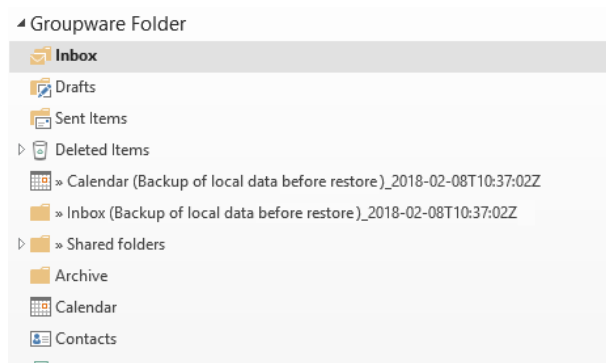 Groupware Folder
Inbox
Drafts
Sent Items
Deleted Items
» Calendar (Backup of local data before restore)_2018-02-08T10:37:02Z
» Inbox (Backup of local data before restore)_2018-02-08T10:37:02Z
» Shared folders
Archive
Calendar
Contacts